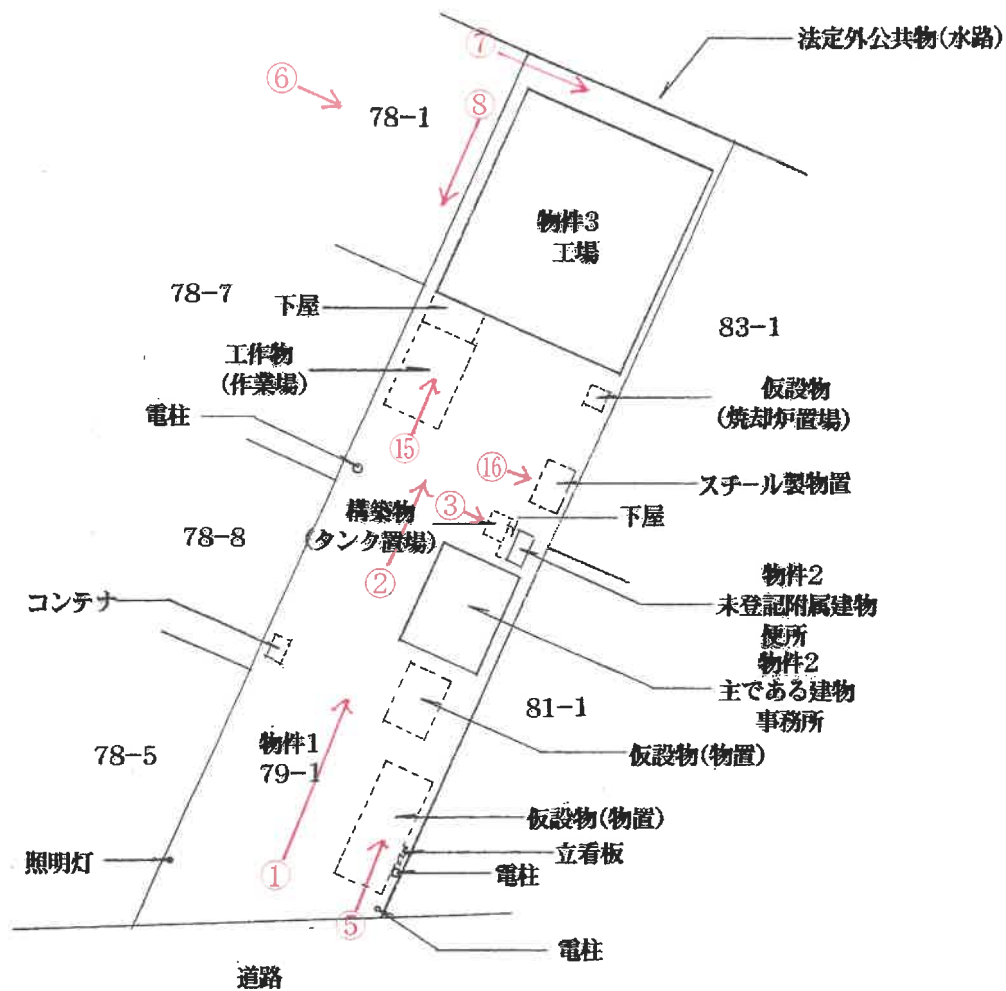 法定外公共物(水路)
⑦
⑥
⑧
78-1
物件3
工場
78-7
下屋
83-1
工作物
(作業場)
仮設物
(焼却炉置場)
電柱
⑮
⑯
スチール製物置
③
構築物
(タンク置場)
下屋
78-8
②
物件2
未登記附属建物
便所
コンテナ
物件2
主である建物
事務所
81-1
物件1
79-1
78-5
仮設物(物置)
仮設物(物置)
立看板
照明灯
①
電柱
⑤
電柱
道路